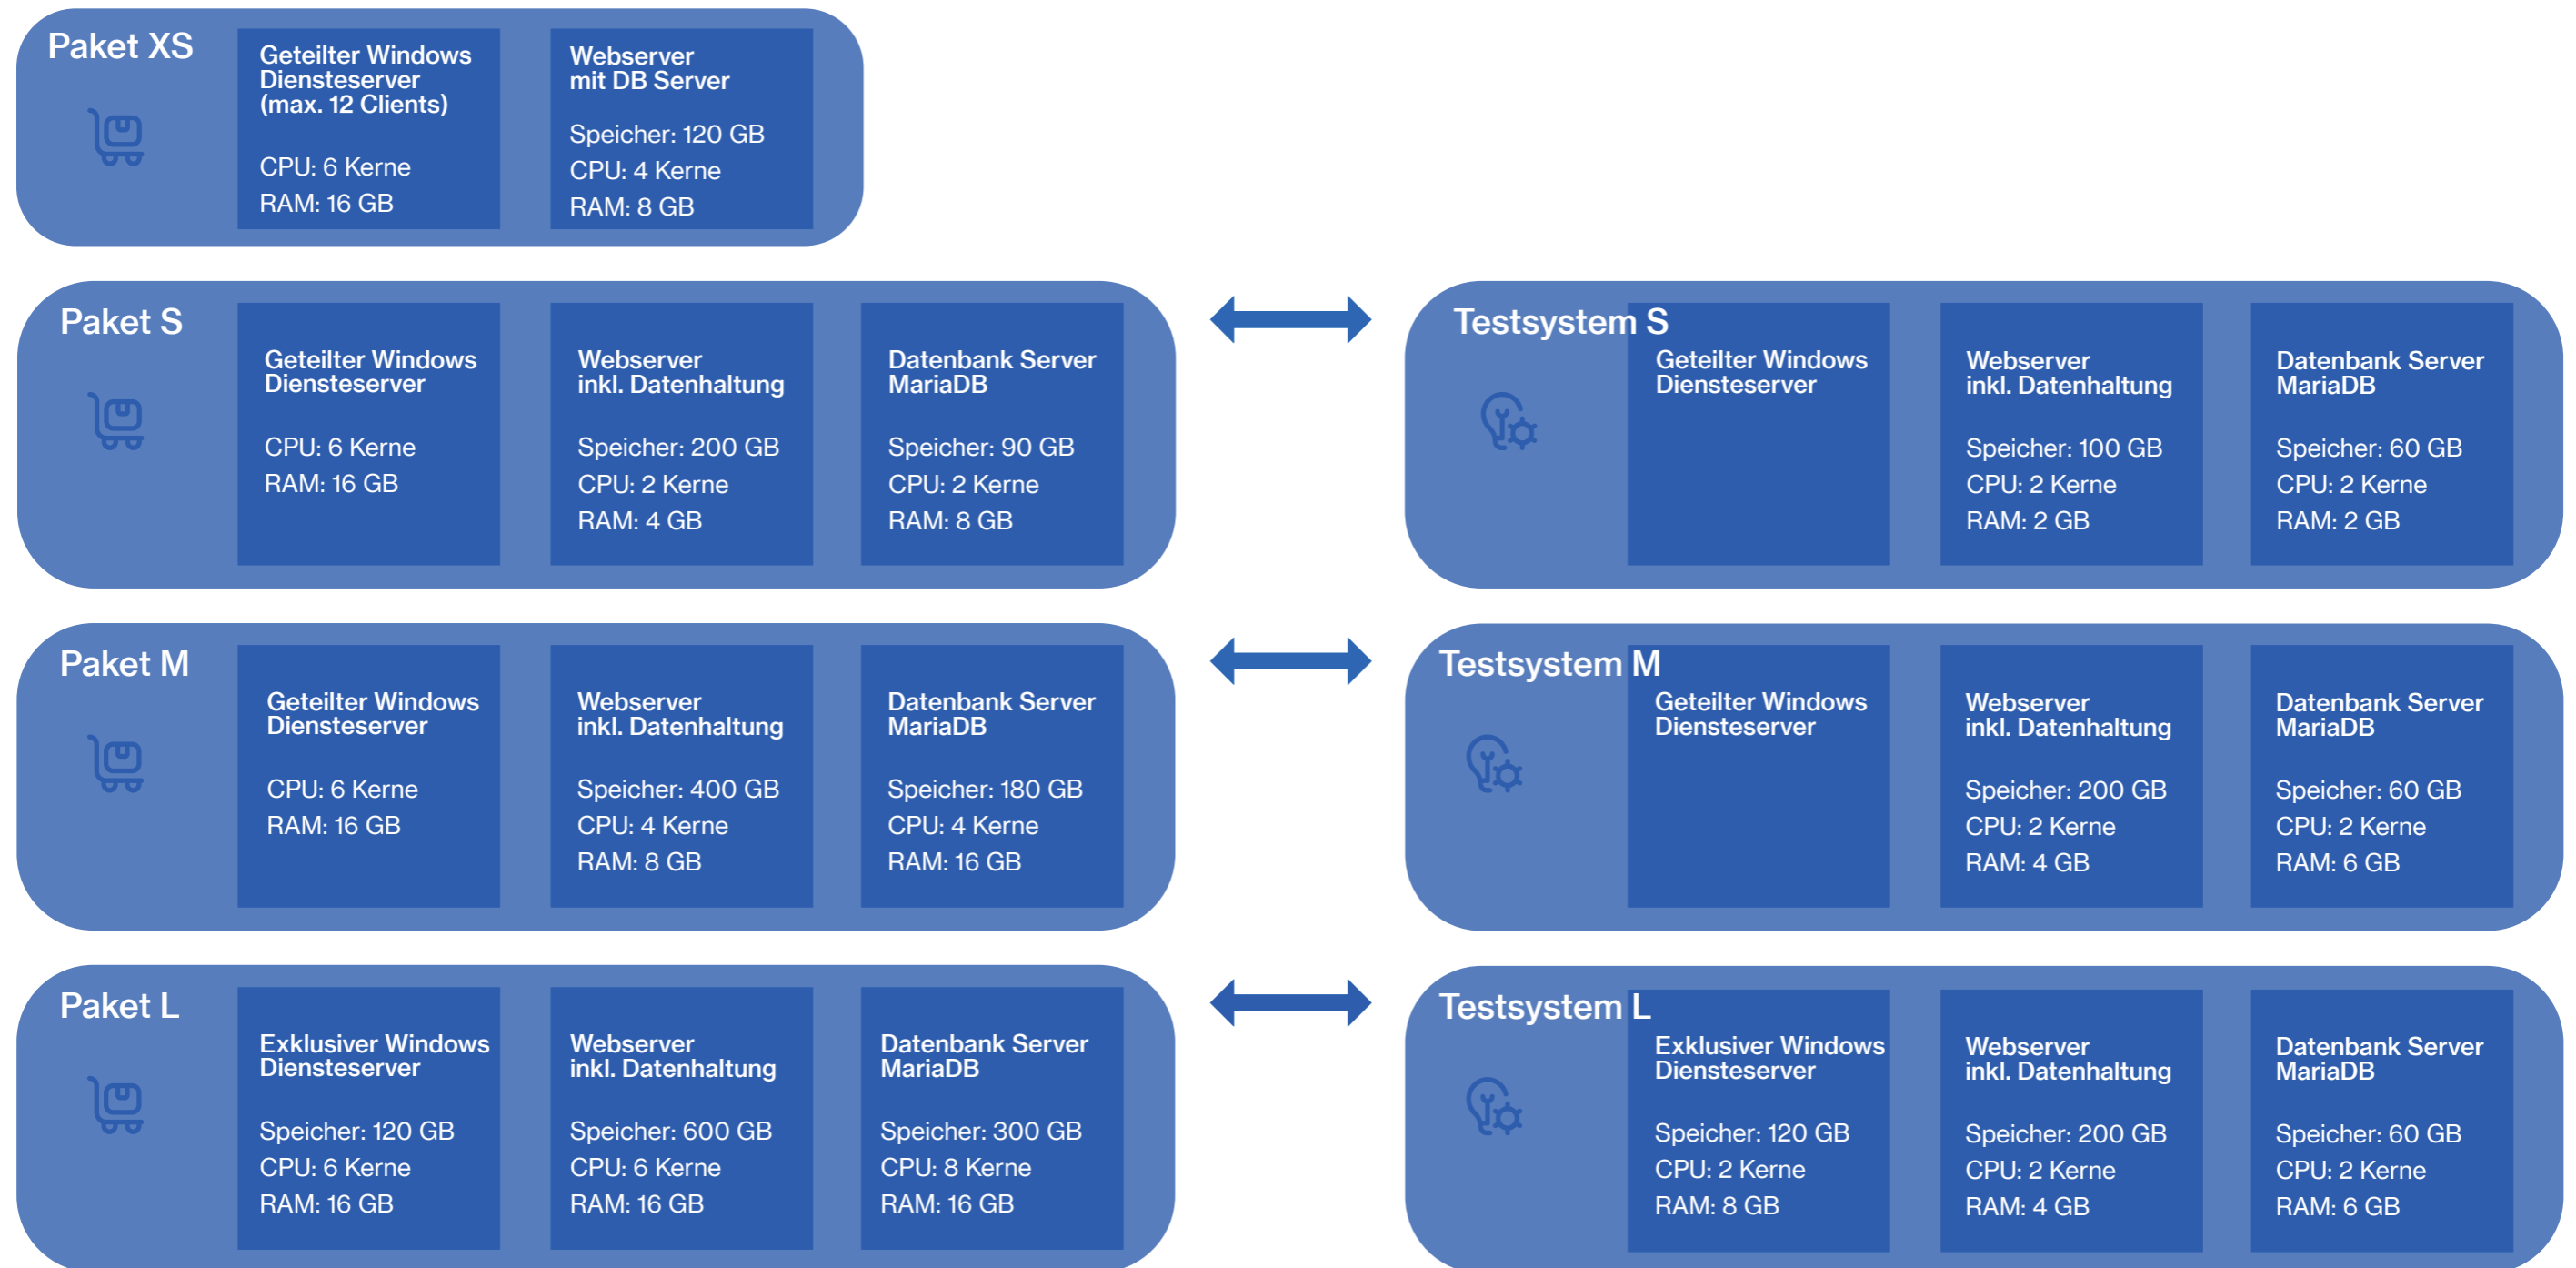 Paket XS
Geteilter Windows
Diensteserver
(max. 12 Clients)
CPU: 6 Kerne
RAM: 16 GB
Webserver
mit DB Server
Speicher: 120 GB
CPU: 4 Kerne
RAM: 8 GB
Paket S
Geteilter Windows
Diensteserver
CPU: 6 Kerne
RAM: 16 GB
Webserver
inkl. Datenhaltung
Speicher: 200 GB
CPU: 2 Kerne
RAM: 4 GB
Datenbank Server
MariaDB
Speicher: 90 GB
CPU: 2 Kerne
RAM: 8 GB
Testsystem S
Geteilter Windows
Diensteserver
Webserver
inkl. Datenhaltung
Speicher: 100 GB
CPU: 2 Kerne
RAM: 2 GB
Datenbank Server
MariaDB
Speicher: 60 GB
CPU: 2 Kerne
RAM: 2 GB
Paket M
Geteilter Windows
Diensteserver
CPU: 6 Kerne
RAM: 16 GB
Webserver
inkl. Datenhaltung
Speicher: 400 GB
CPU: 4 Kerne
RAM: 8 GB
Datenbank Server
MariaDB
Speicher: 180 GB
CPU: 4 Kerne
RAM: 16 GB
Testsystem M
Geteilter Windows
Diensteserver
Webserver
inkl. Datenhaltung
Speicher: 200 GB
CPU: 2 Kerne
RAM: 4 GB
Datenbank Server
MariaDB
Speicher: 60 GB
CPU: 2 Kerne
RAM: 6 GB
Paket L
Exklusiver Windows
Diensteserver
Speicher: 120 GB
CPU: 6 Kerne
RAM: 16 GB
Webserver
inkl. Datenhaltung
Speicher: 600 GB
CPU: 6 Kerne
RAM: 16 GB
Datenbank Server
MariaDB
Speicher: 300 GB
CPU: 8 Kerne
RAM: 16 GB
Testsystem L
Exklusiver Windows
Diensteserver
Speicher: 120 GB
CPU: 2 Kerne
RAM: 8 GB
Webserver
inkl. Datenhaltung
Speicher: 200 GB
CPU: 2 Kerne
RAM: 4 GB
Datenbank Server
MariaDB
Speicher: 60 GB
CPU: 2 Kerne
RAM: 6 GB